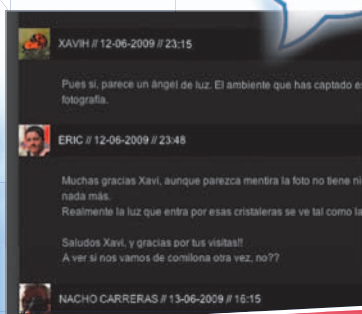 XAVIH // 12-06-2009 // 23:15
Pues si, parece un ángel de luz. El ambiente que has captado
fotografía.
ERIC // 12-06-2009 // 23:48
Muchas gracias Xavi, aunque parezca mentira la foto no tiene
nada más.
Realmente la luz que entra por esas cristaleras se ve tal como
Saludos Xavi, y gracias por tus visitas!!
A ver si nos vamos de comilona otra vez, no??
NACHO CARRERAS // 13-06-2009 // 16:15